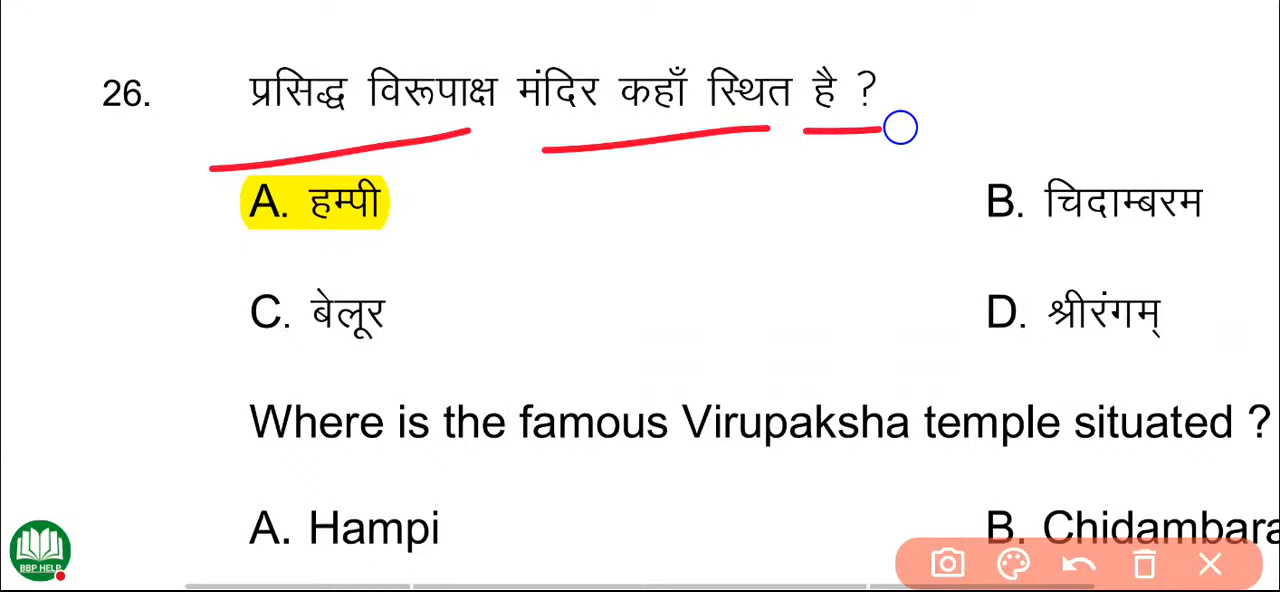 26. प्रसिद्ध विरूपाक्ष मंदिर कहाँ स्थित है ?
A. हम्पी B. चिदाम्बरम
C. बेलूर D. श्रीरंगम्
Where is the famous Virupaksha temple situated ?
A. Hampi B. Chidambara
BBP HELP